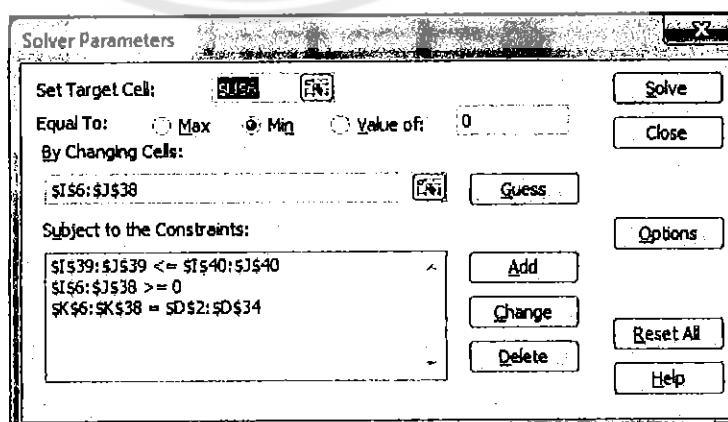 Solver Parameters
Set Target Cell:
Solve
Equal To: Max Min Value of: 0
Close
By Changing Cells:
$I$6:$J$38
Guess
Subject to the Constraints:
Options
$I$39:$J$39 <= $I$40:$J$40
$I$6:$J$38 >= 0
$K$6:$K$38 = $D$2:$D$34
Add
Change
Reset All
Delete
Help